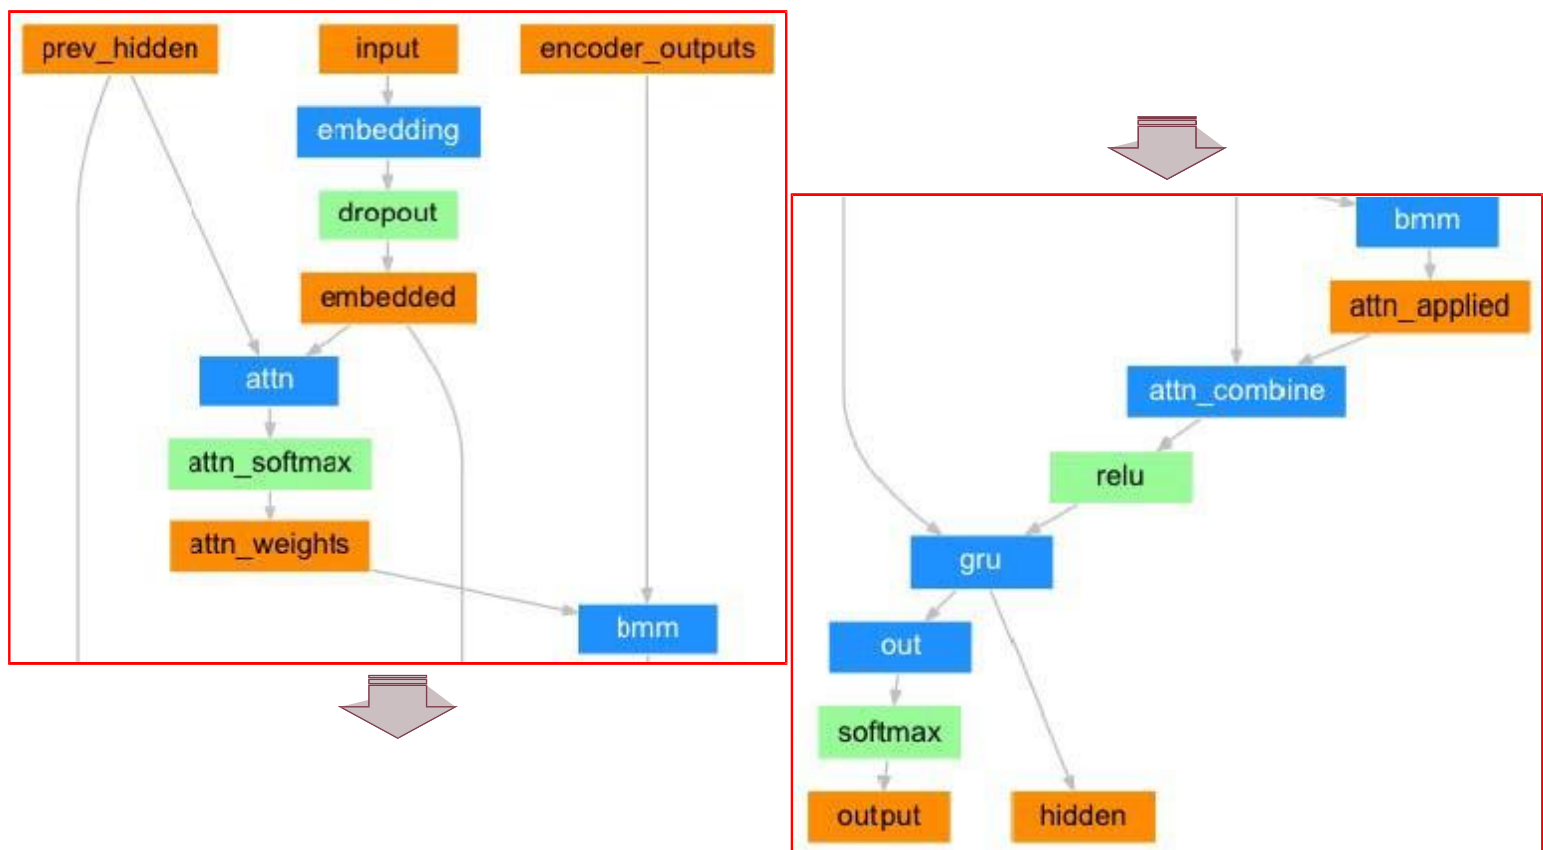 prev_hidden
input
encoder_outputs
embedding
dropout
embedded
attn
attn_softmax
attn_weights
bmm
bmm
attn_applied
attn_combine
relu
gru
out
softmax
output
hidden